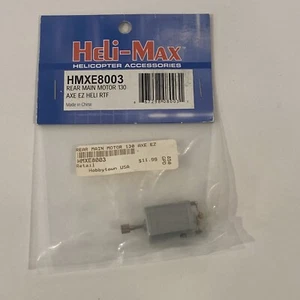 Heli-Max
HELICOPTER ACCESSORIES
HMXE8003
REAR MAIN MOTOR 130
AXE EZ HELI RTF
Made in China
REAR MAIN MOTOR 130 AXE EZ
HMXE8003
Retail
$11.00
Hobbytown USA